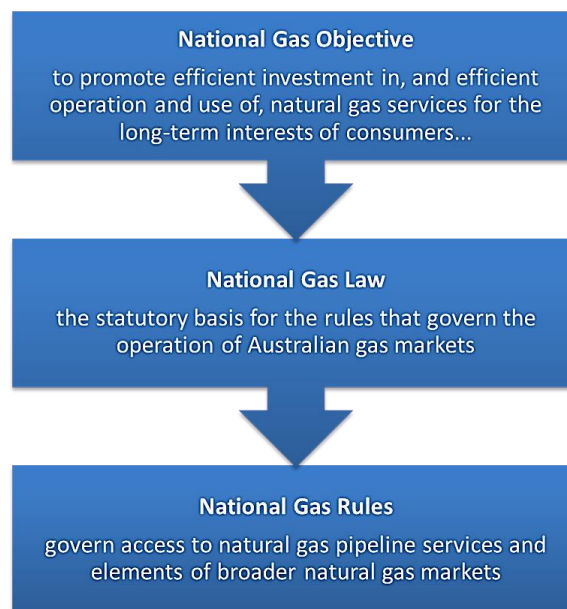 National Gas Objective
to promote efficient investment in, and efficient
operation and use of, natural gas services for the
long-term interests of consumers...
National Gas Law
the statutory basis for the rules that govern the
operation of Australian gas markets
National Gas Rules
govern access to natural gas pipeline services and
elements of broader natural gas markets